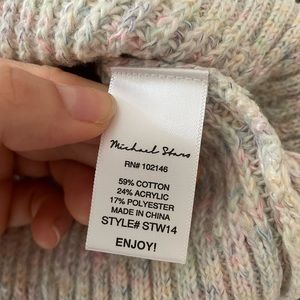 Michael Stars
RN# 102146
59% COTTON
24% ACRYLIC
17% POLYESTER
MADE IN CHINA
STYLE# STW14
ENJOY!